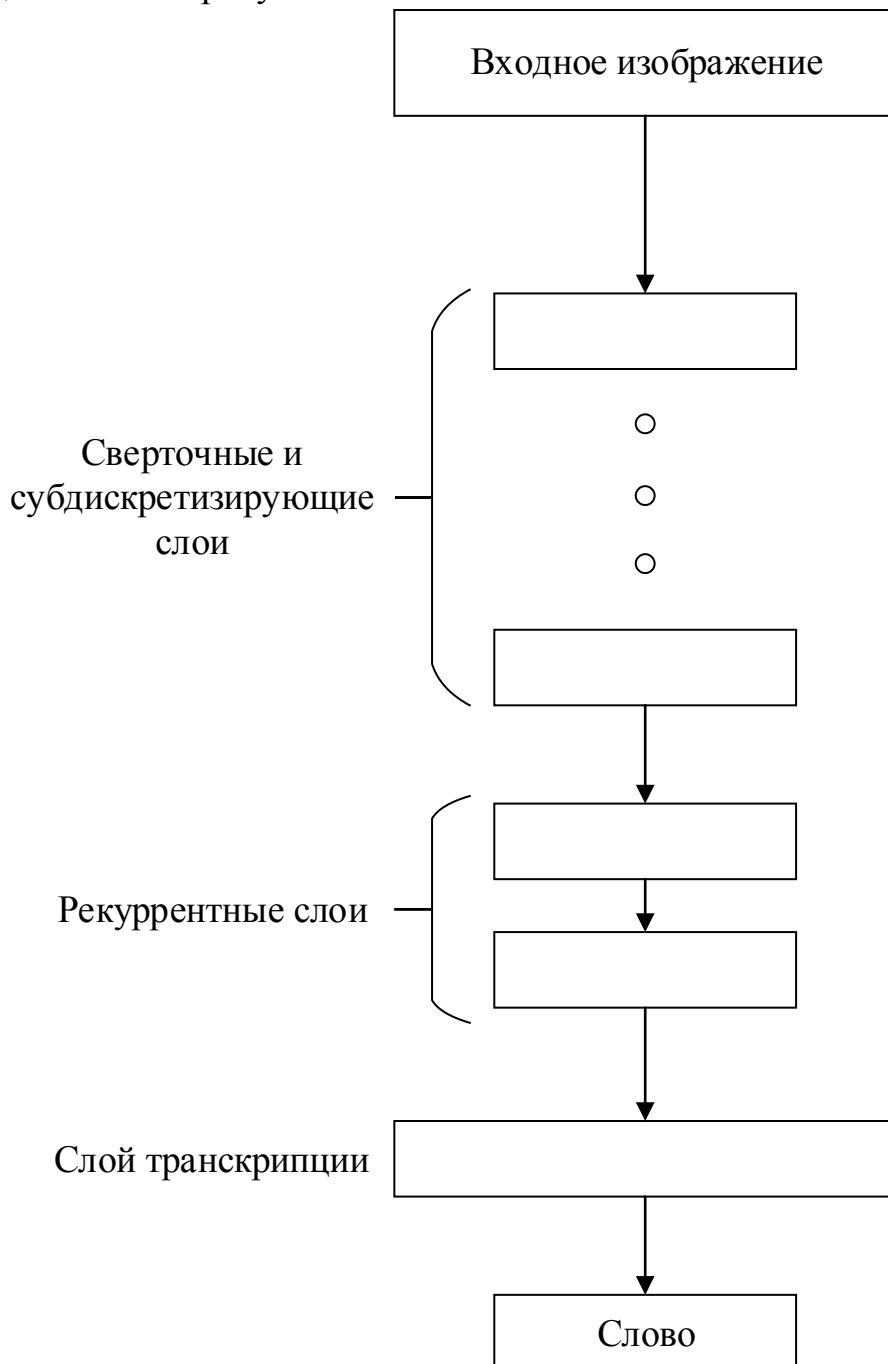 Входное изображение
Сверточные и
субдискретизирующие
слои
Рекуррентные слои
Слой транскрипции
Слово